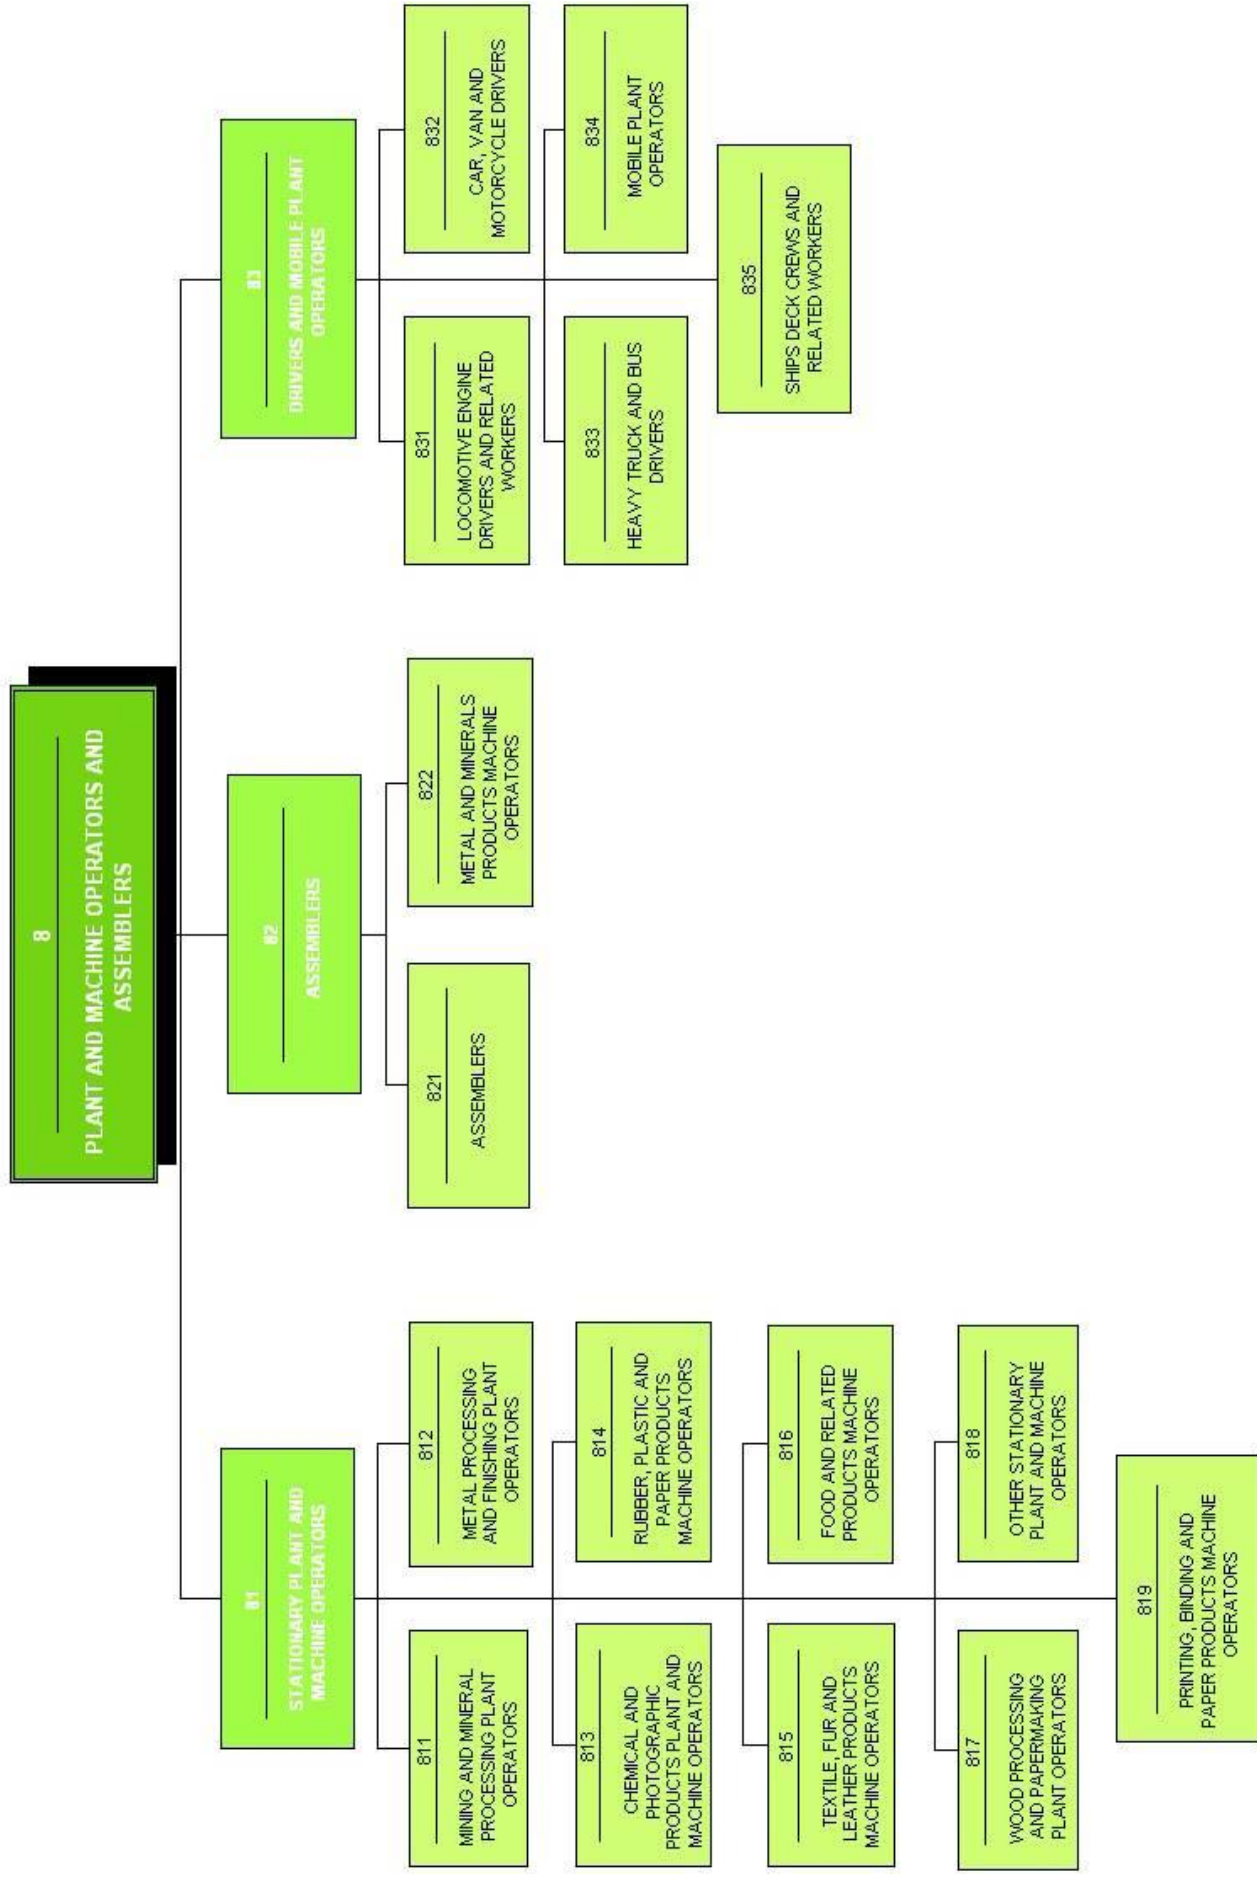 8
PLANT AND MACHINE OPERATORS AND
ASSEMBLERS
81
STATIONARY PLANT AND
MACHINE OPERATORS
82
ASSEMBLERS
83
DRIVERS AND MOBILE PLANT
OPERATORS
811
MINING AND MINERAL
PROCESSING PLANT
OPERATORS
812
METAL PROCESSING
AND FINISHING PLANT
OPERATORS
821
ASSEMBLERS
822
METAL AND MINERALS
PRODUCTS MACHINE
OPERATORS
831
LOCOMOTIVE ENGINE
DRIVERS AND RELATED
WORKERS
832
CAR, VAN AND
MOTORCYCLE DRIVERS
813
CHEMICAL AND
PHOTOGRAPHIC
PRODUCTS PLANT AND
MACHINE OPERATORS
814
RUBBER, PLASTIC AND
PAPER PRODUCTS
MACHINE OPERATORS
833
HEAVY TRUCK AND BUS
DRIVERS
834
MOBILE PLANT
OPERATORS
815
TEXTILE, FUR AND
LEATHER PRODUCTS
MACHINE OPERATORS
816
FOOD AND RELATED
PRODUCTS MACHINE
OPERATORS
835
SHIPS DECK CREWS AND
RELATED WORKERS
817
WOOD PROCESSING
AND PAPERMAKING
PLANT OPERATORS
818
OTHER STATIONARY
PLANT AND MACHINE
OPERATORS
819
PRINTING, BINDING AND
PAPER PRODUCTS MACHINE
OPERATORS